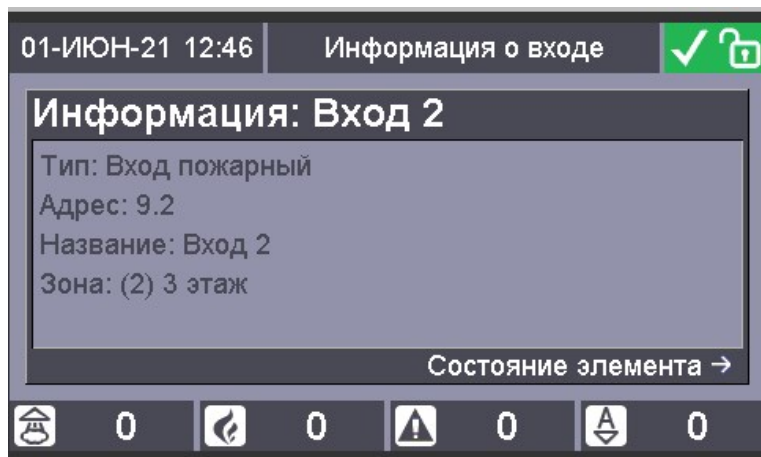 01-ИЮН-21 12:46 Информация о входе
Информация: Вход 2
Тип: Вход пожарный
Адрес: 9.2
Название: Вход 2
Зона: (2) 3 этаж
Состояние элемента →
0 0 0 A 0